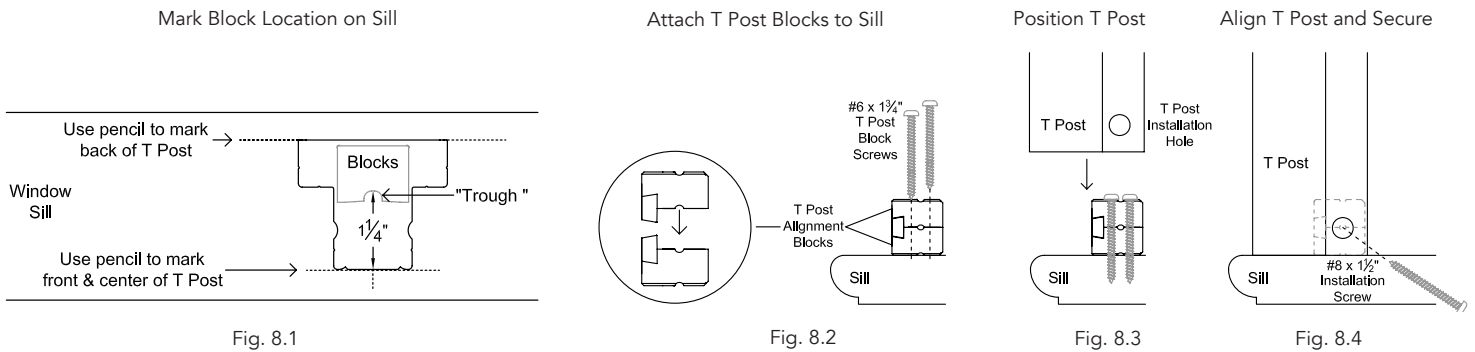 Mark Block Location on Sill
Use pencil to mark
back of T Post
Blocks
Window
Sill
"Trough "
1¼"
Use pencil to mark
front & center of T Post
Fig. 8.1
Attach T Post Blocks to Sill
#6 x 1¾"
T Post
Block
Screws
T Post
Alignment
Blocks
Sill
Fig. 8.2
Position T Post
T Post
T Post
Installation
Hole
Sill
Fig. 8.3
Align T Post and Secure
T Post
Sill
#8 x 1½"
Installation
Screw
Fig. 8.4